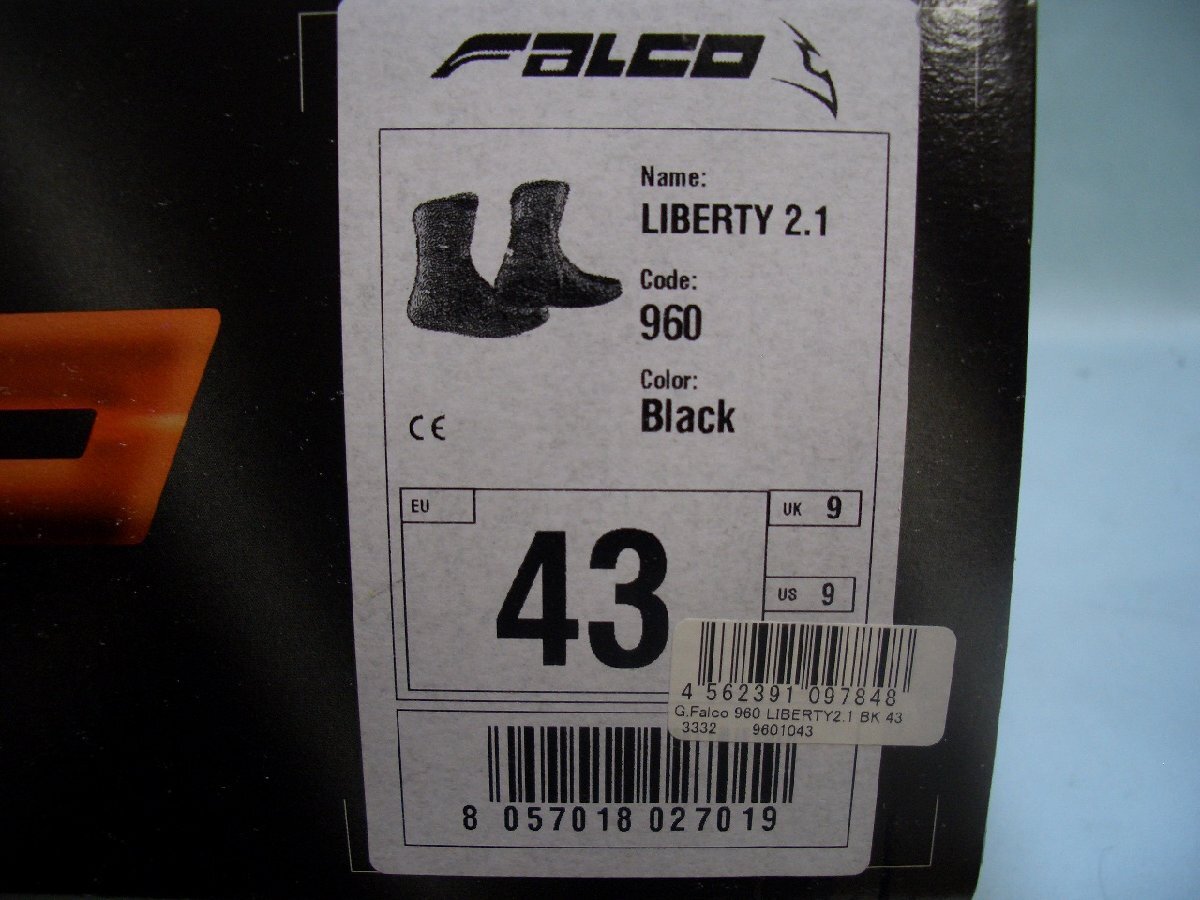 FALCO
Name:
LIBERTY 2.1
Code:
960
Color:
Black
CE
EU
43
UK 9
US 9
4 562391 097848
G.Falco 960 LIBERTY2.1 BK 43
3332 9601043
8 057018 027019